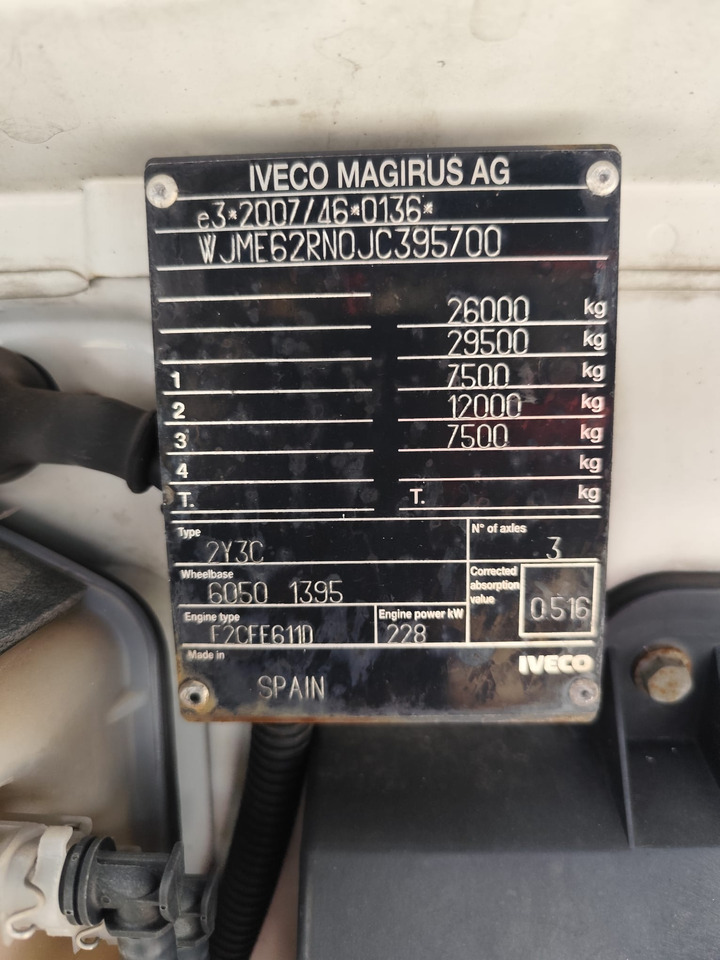 IVECO MAGIRUS AG
e3*2007/46*0136*
WJME62RN0JC395700
26000 kg
29500 kg
1 7500 kg
2 12000 kg
3 7500 kg
4 kg
T. T. kg
Type
2Y3C
N° of axles
3
Wheelbase
6050 1395
Corrected absorption value
0.516
Engine type
F2CFE611D
Engine power kW
228
Made in
SPAIN
IVECO